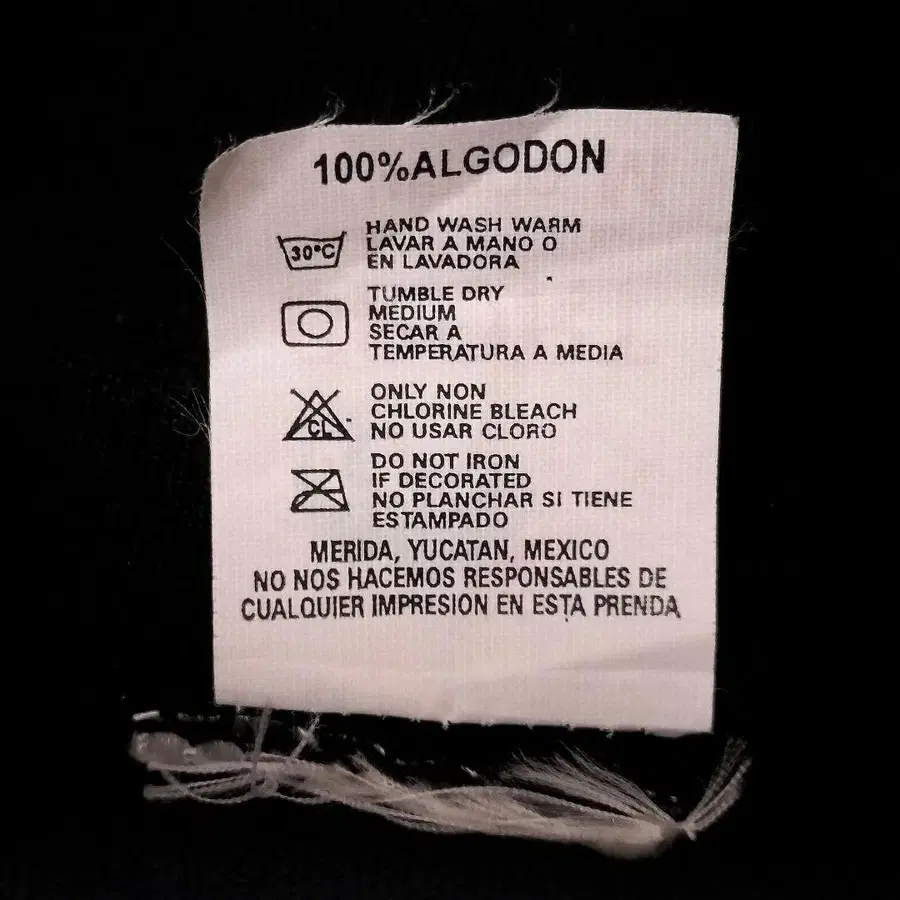 100%ALGODON
30°C
HAND WASH WARM
LAVAR A MANO O
EN LAVADORA
TUMBLE DRY
MEDIUM
SECAR A
TEMPERATURA A MEDIA
CL
ONLY NON
CHLORINE BLEACH
NO USAR CLORO
DO NOT IRON
IF DECORATED
NO PLANCHAR SI TIENE
ESTAMPADO
MERIDA, YUCATAN, MEXICO
NO NOS HACEMOS RESPONSABLES DE
CUALQUIER IMPRESION EN ESTA PRENDA